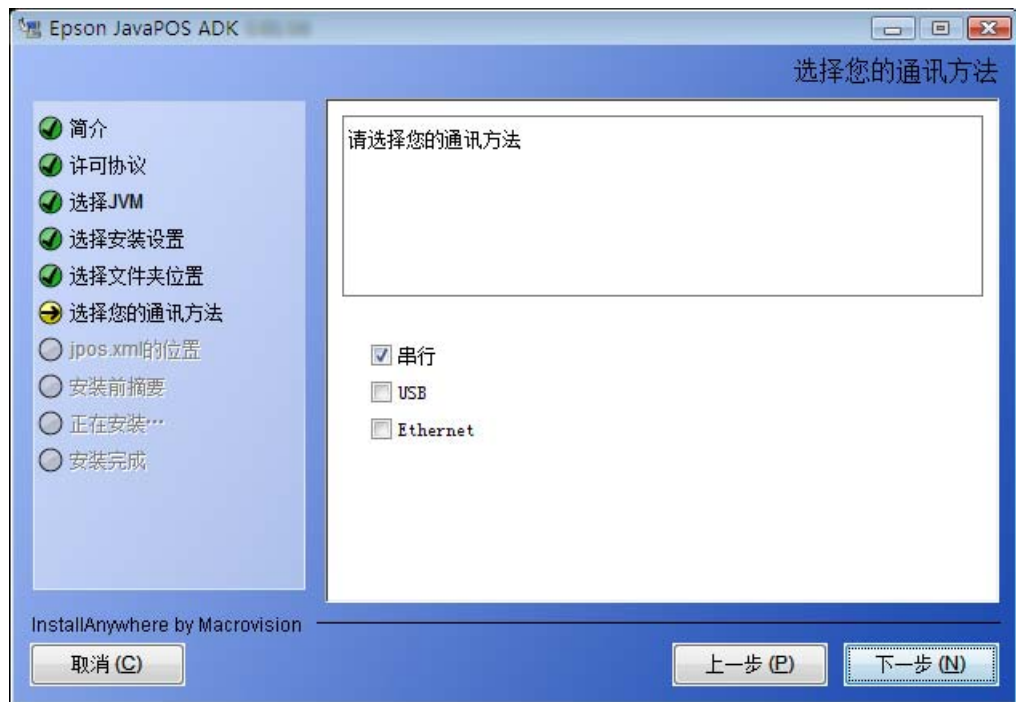 Epson JavaPOS ADK
选择您的通讯方法
简介
许可协议
选择JVM
选择安装设置
选择文件夹位置
选择您的通讯方法
jpos.xml的位置
安装前摘要
正在安装…
安装完成
请选择您的通讯方法
串行
USB
Ethernet
InstallAnywhere by Macrovision
取消 (C)
上一步 (P)
下一步 (N)